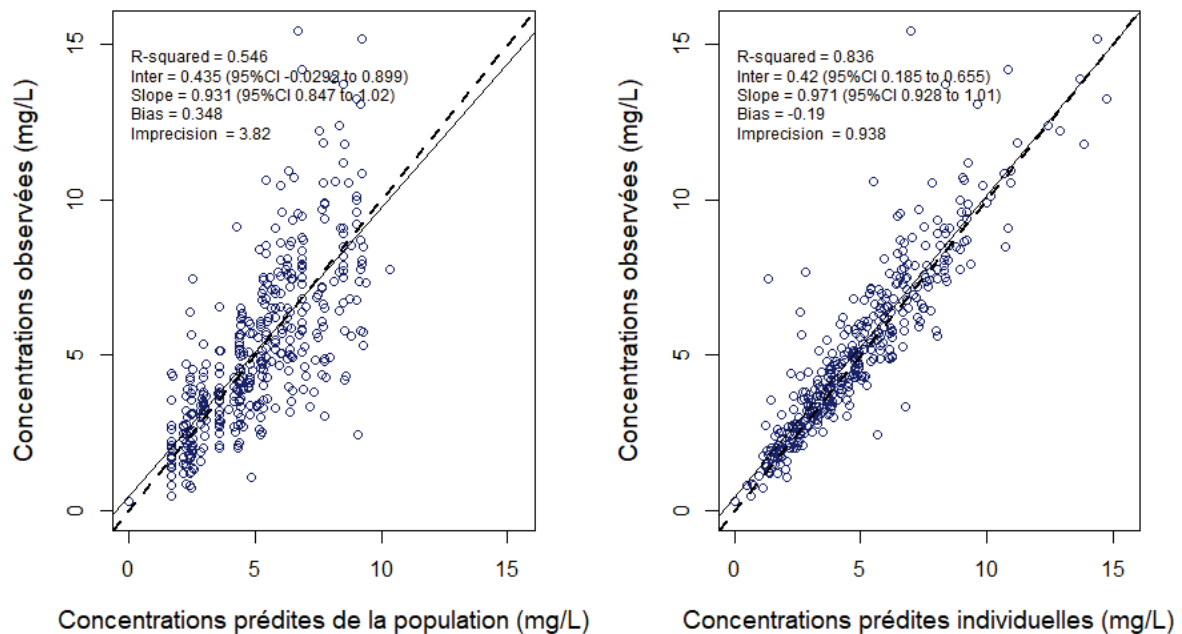 R-squared = 0.546
Inter = 0.435 (95%CI -0.0292 to 0.899)
Slope = 0.931 (95%CI 0.847 to 1.02)
Bias = 0.348
Imprecision = 3.82
Concentrations observées (mg/L)
0
5
10
15
0
5
10
15
Concentrations prédites de la population (mg/L)
R-squared = 0.836
Inter = 0.42 (95%CI 0.185 to 0.655)
Slope = 0.971 (95%CI 0.928 to 1.01)
Bias = -0.19
Imprecision = 0.938
Concentrations observées (mg/L)
0
5
10
15
0
5
10
15
Concentrations prédites individuelles (mg/L)